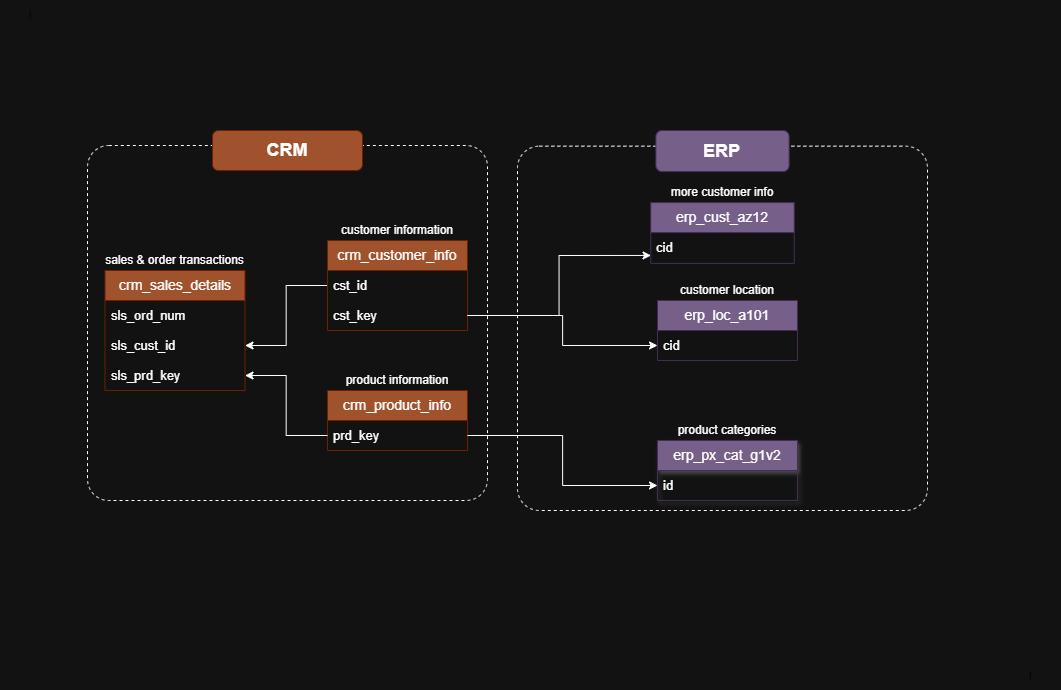 CRM
sales & order transactions
crm_sales_details
sls_ord_num
sls_cust_id
sls_prd_key
customer information
crm_customer_info
cst_id
cst_key
product information
crm_product_info
prd_key
ERP
more customer info
erp_cust_az12
cid
customer location
erp_loc_a101
cid
product categories
erp_px_cat_g1v2
id